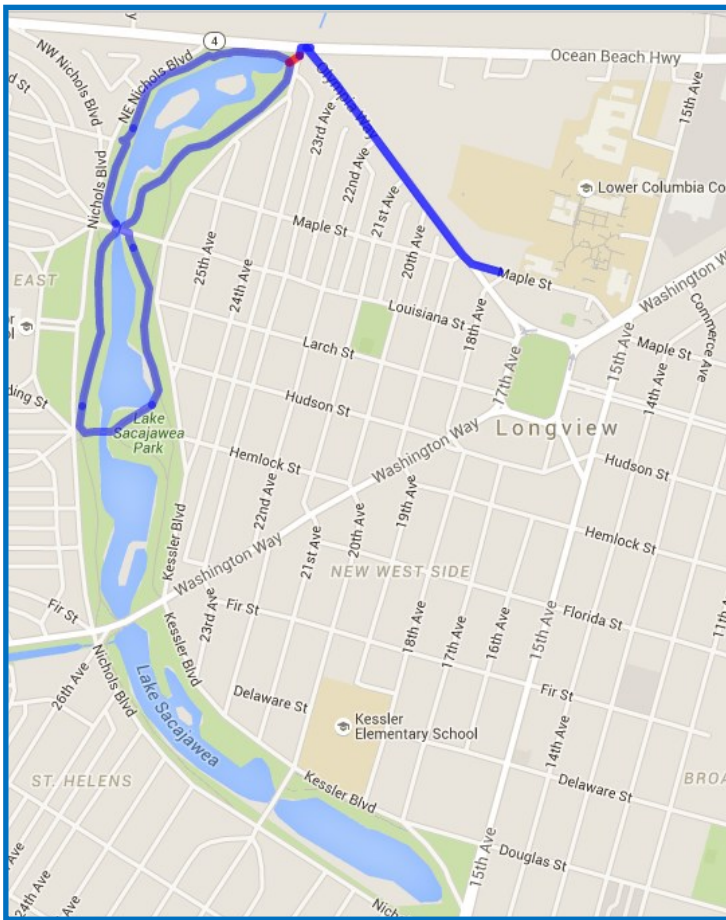 4
Ocean Beach Hwy
NW Nichols Blvd
NE Nichols Blvd
Olympia Way
15th Ave
23rd Ave
22nd Ave
21st Ave
20th Ave
Lower Columbia Co
Nichols Blvd
Maple St
25th Ave
24th Ave
Maple St
Washington Way
EAST
Louisiana St
18th Ave
17th Ave
15th Ave
Commerce Ave
Maple St
14th Ave
Larch St
Hudson St
Lake
Sacajawea
Park
Longview
Washington Way
Hudson St
Hemlock St
22nd Ave
19th Ave
20th Ave
21st Ave
Hemlock St
Kessler Blvd
Washington Way
NEW WEST SIDE
Florida St
Fir St
23rd Ave
Fir St
18th Ave
17th Ave
16th Ave
15th Ave
11th
Kessler Blvd
26th Ave
Nichols Blvd
Lake Sacajawea
Delaware St
Fir St
Kessler
Elementary School
14th Ave
ST. HELENS
Kessler Blvd
Delaware St
BROA
15th Ave
Douglas St
24th Ave
Nich